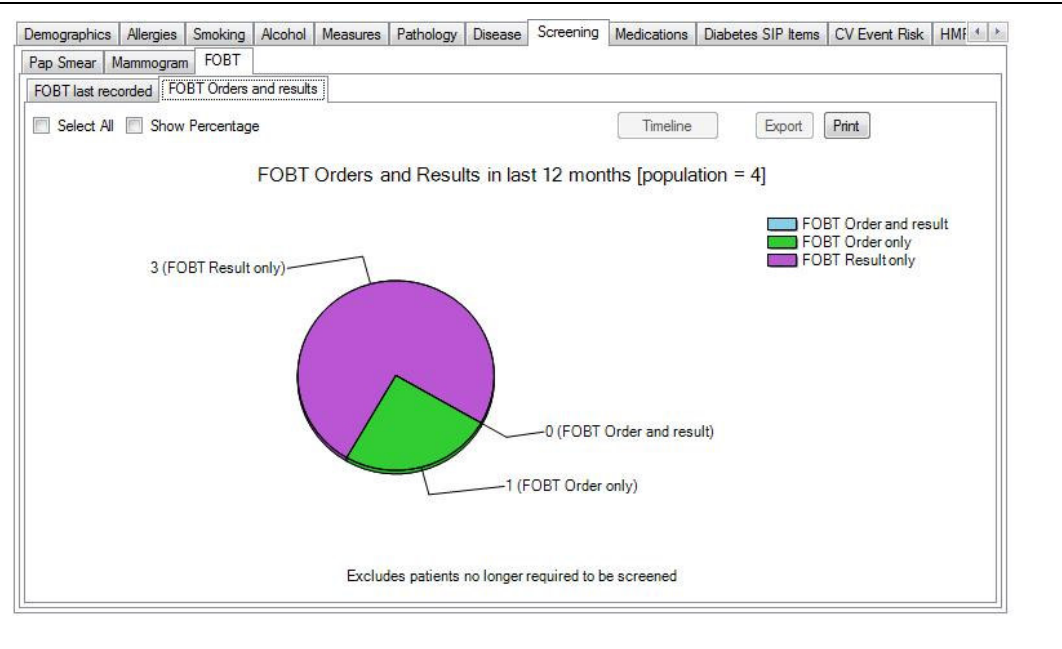 Demographics Allergies Smoking Alcohol Measures Pathology Disease Screening Medications Diabetes SIP Items CV Event Risk
Pap Smear Mammogram FOBT
FOBT last recorded FOBT Orders and results
Select All Show Percentage Timeline Export Print
FOBT Orders and Results in last 12 months [population = 4]
FOBT Order and result
FOBT Order only
FOBT Result only
3 (FOBT Result only)
0 (FOBT Order and result)
1 (FOBT Order only)
Excludes patients no longer required to be screened